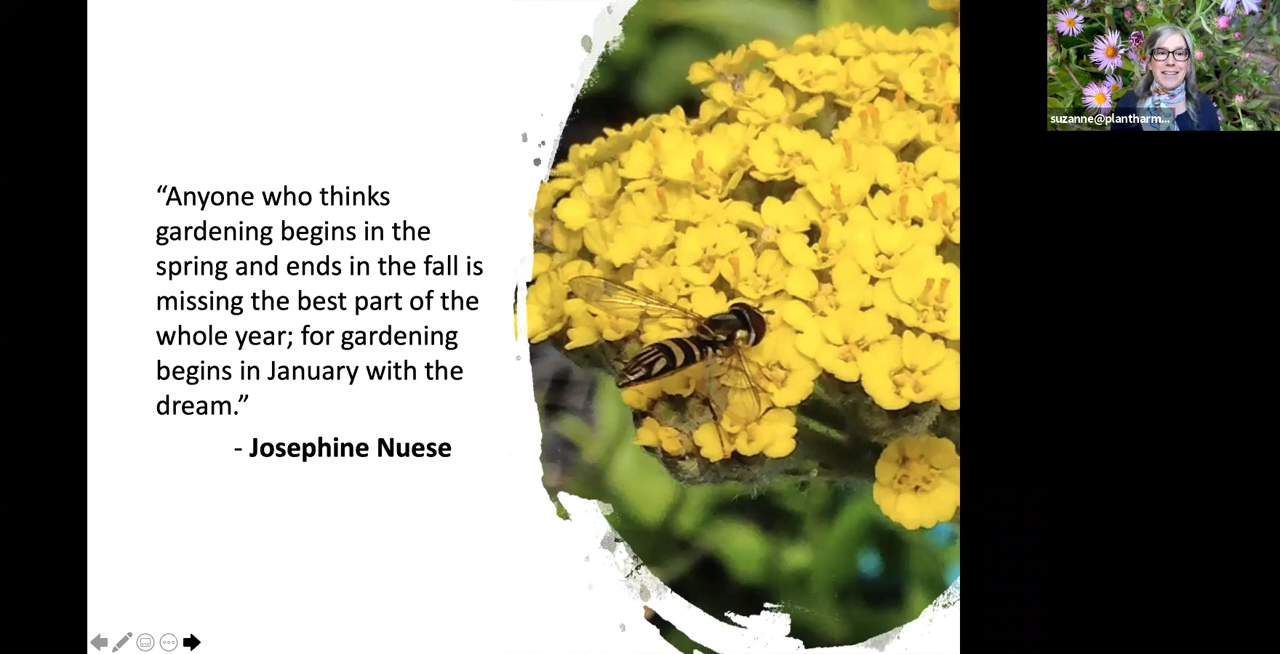 “Anyone who thinks
gardening begins in the
spring and ends in the fall is
missing the best part of the
whole year; for gardening
begins in January with the
dream.”
- Josephine Nuese
suzanne@plantharm...